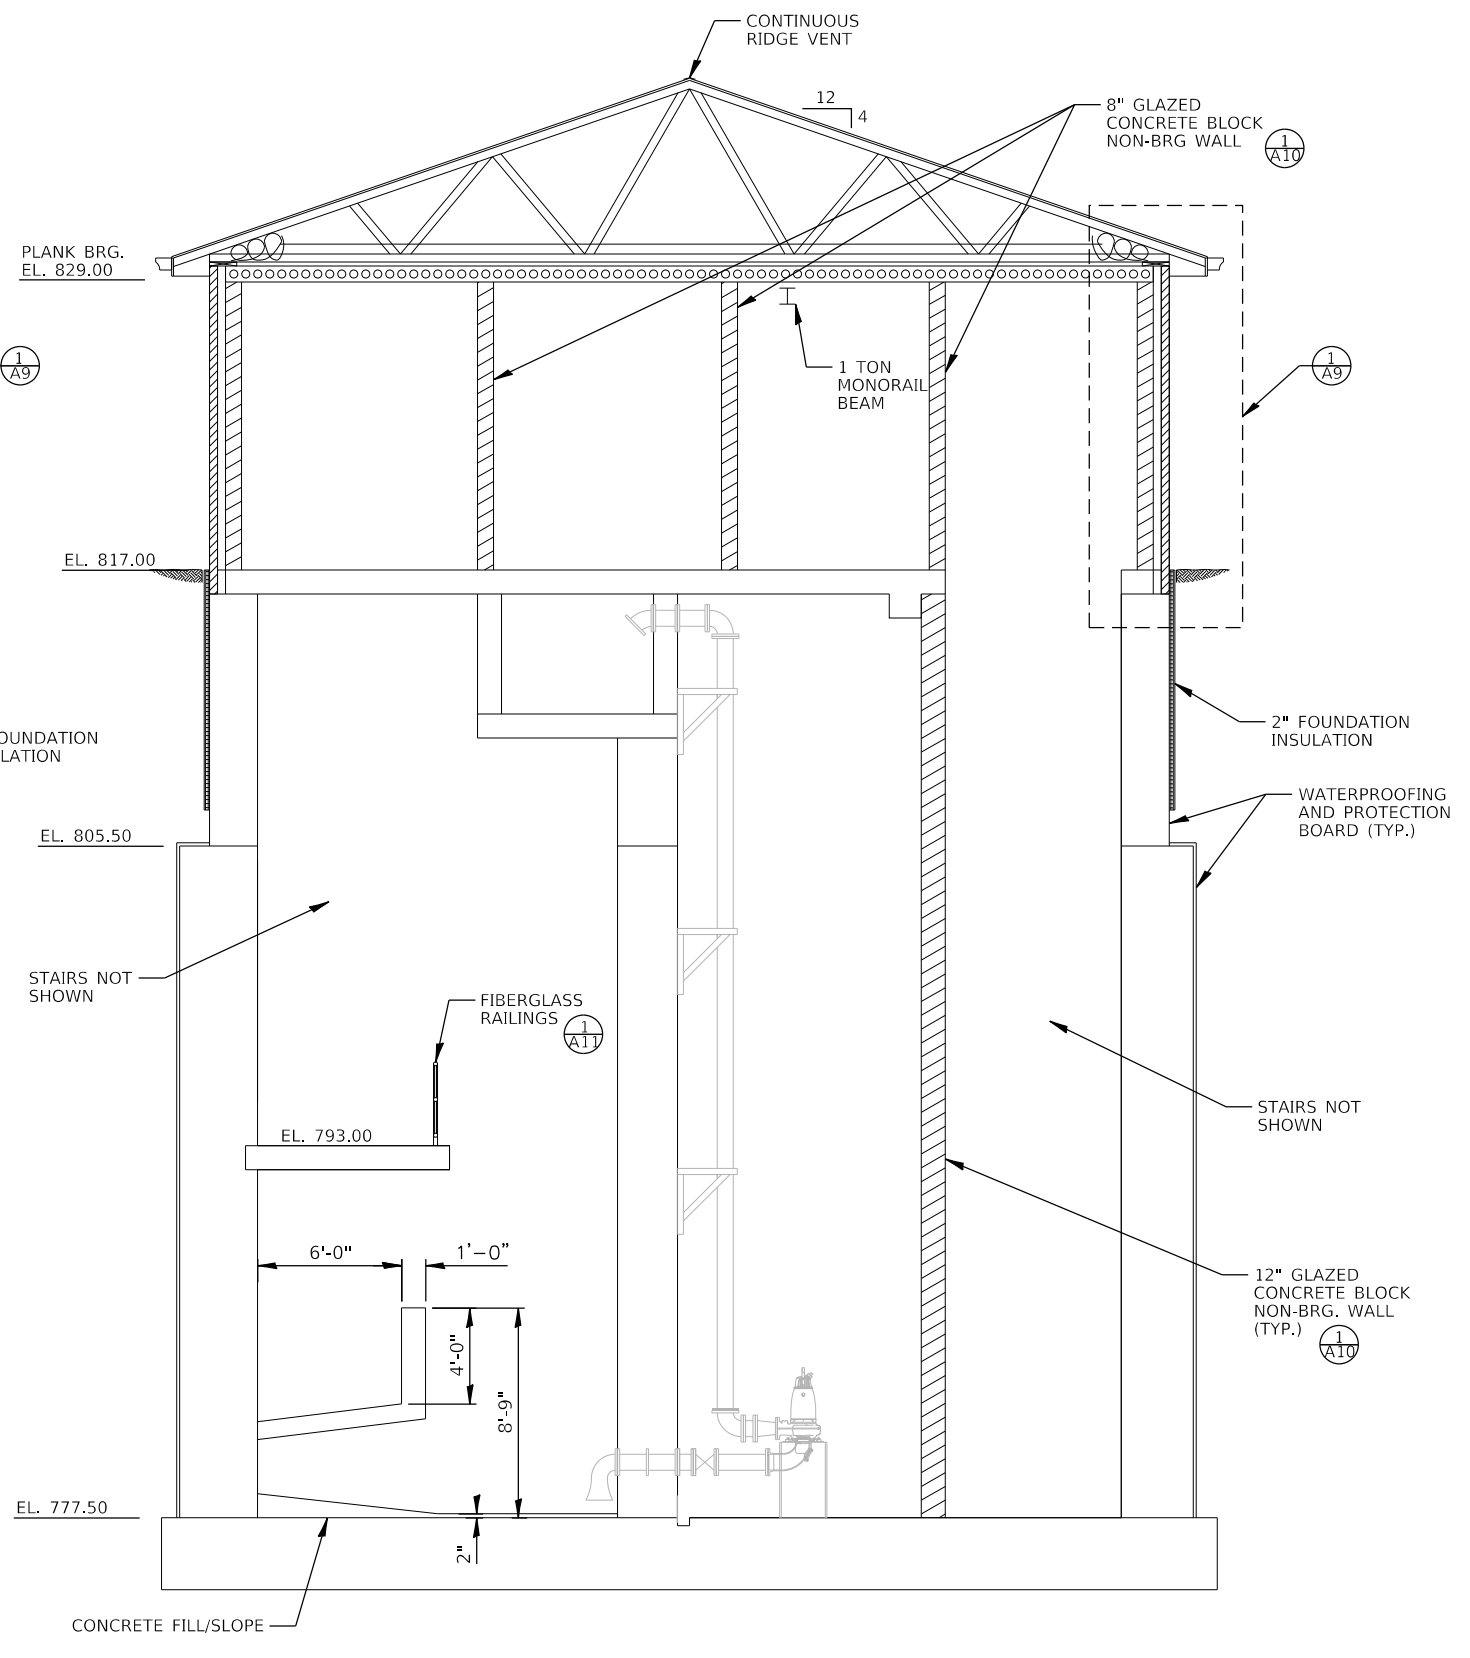 CONTINUOUS
RIDGE VENT
12
4
8" GLAZED
CONCRETE BLOCK
NON-BRG WALL
1
A10
PLANK BRG.
EL. 829.00
1
A9
1 TON
MONORAIL
BEAM
1
A9
EL. 817.00
OUNDATION
LATION
2" FOUNDATION
INSULATION
WATERPROOFING
AND PROTECTION
BOARD (TYP.)
EL. 805.50
STAIRS NOT
SHOWN
FIBERGLASS
RAILINGS
1
A11
STAIRS NOT
SHOWN
EL. 793.00
6'-0"
1'-0"
12" GLAZED
CONCRETE BLOCK
NON-BRG. WALL
(TYP.)
1
A10
4'-0"
8'-9"
EL. 777.50
2"
CONCRETE FILL/SLOPE